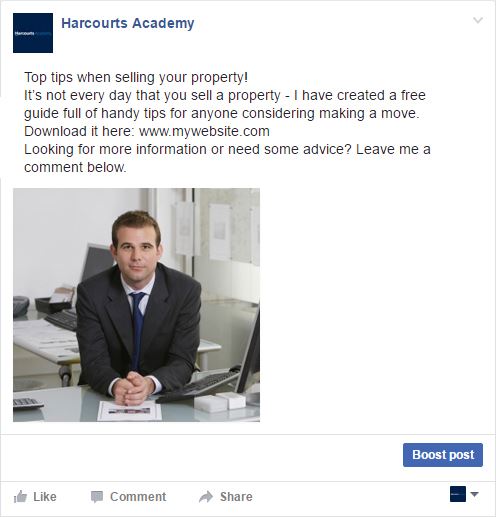 Harcourts Academy
Harcourts Academy
Top tips when selling your property!
It's not every day that you sell a property - I have created a free
guide full of handy tips for anyone considering making a move.
Download it here: www.mywebsite.com
Looking for more information or need some advice? Leave me a
comment below.
Boost post
Like
Comment
Share